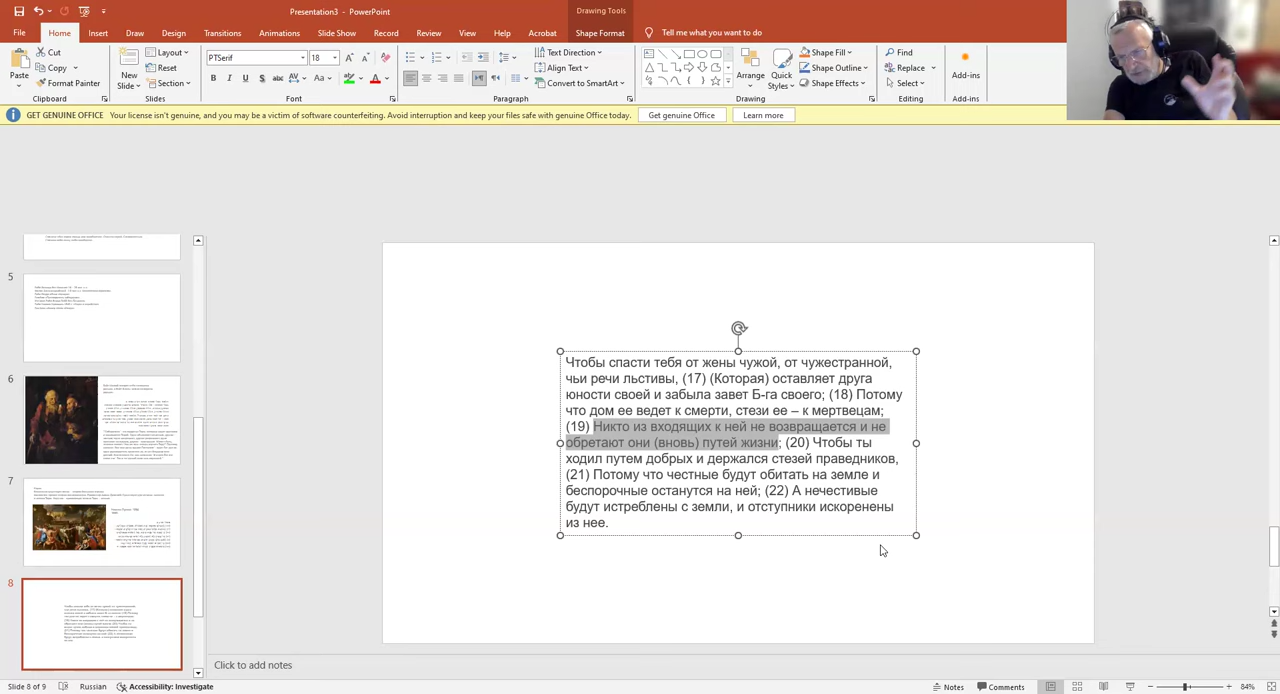 Presentation3 - PowerPoint
Drawing Tools
File
Home
Insert
Draw
Design
Transitions
Animations
Slide Show
Record
Review
View
Help
Acrobat
Shape Format
Tell me what you want to do
Paste
Cut
Copy
Format Painter
Clipboard
New
Slide
Layout
Reset
Section
Slides
PTSerif
18
Font
Text Direction
Align Text
Convert to SmartArt
Paragraph
Arrange
Quick
Styles
Shape Fill
Shape Outline
Shape Effects
Drawing
Find
Replace
Select
Editing
Add-ins
Add-ins
GET GENUINE OFFICE Your license isn't genuine, and you may be a victim of software counterfeiting. Avoid interruption and keep your files safe with genuine Office today.
Get genuine Office
Learn more
5
6
7
8
Чтобы спасти тебя от жены чужой, от чужестранной,
чьи речи льстивы, (17) (Которая) оставляет друга
юности своей и забыла завет Б-га своего; (18) Потому
что дом ее ведет к смерти, стези ее – к мертвецам;
(19) Никто из входящих к ней не возвращается и не
обретают они (вновь) путей жизни; (20) Чтобы ты
ходил путем добрых и держался стезей праведников,
(21) Потому что честные будут обитать на земле и
беспорочные останутся на ней; (22) А нечестивые
будут истреблены с земли, и отступники искоренены
из нее.
Click to add notes
Slide 8 of 9
Russian
Accessibility: Investigate
Notes
Comments
84%